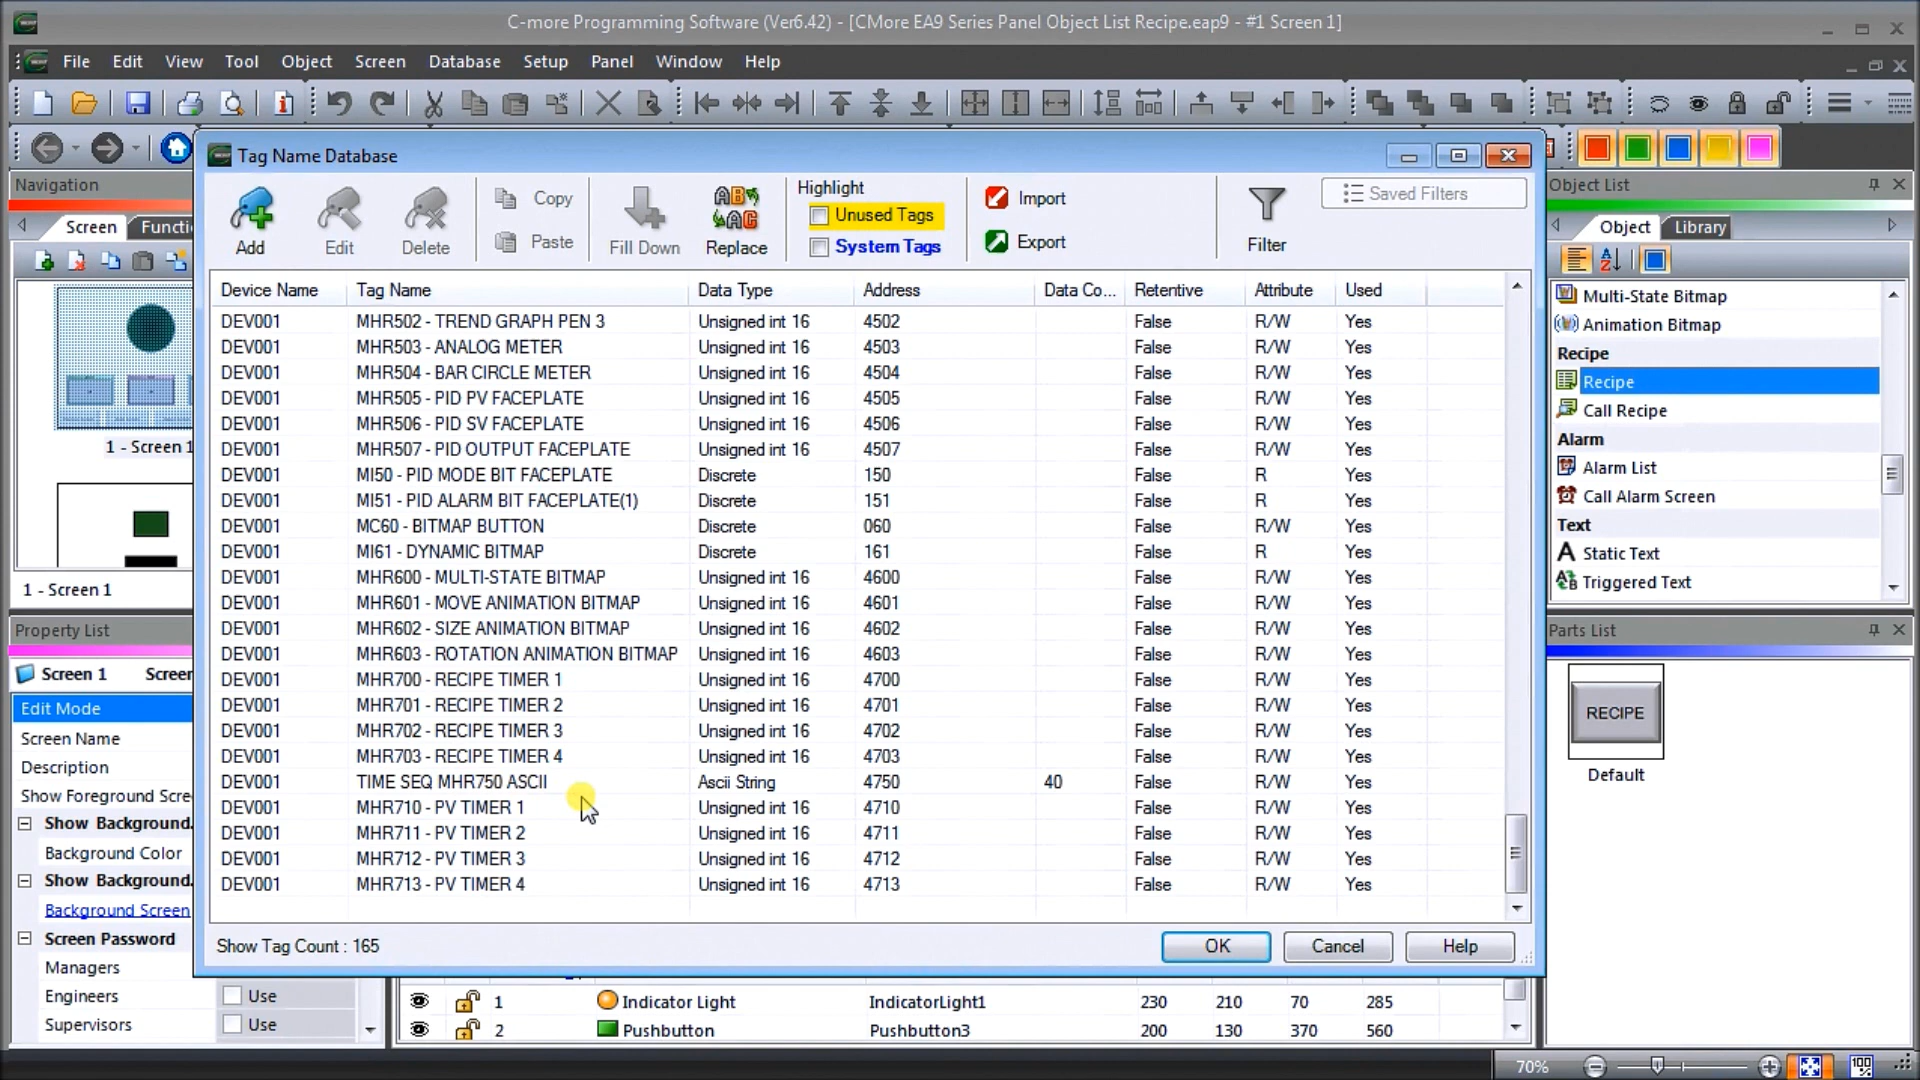 C-more Programming Software (Ver6.42) - [CMore EA9 Series Panel Object List Recipe.eap9 - #1 Screen 1]
File Edit View Tool Object Screen Database Setup Panel Window Help
Navigation
Screen Functi
1 - Screen 1
1 - Screen 1
Property List
Screen 1 Screen
Edit Mode
Screen Name
Description
Show Foreground Scre
Show Background.
Background Color
Show Background.
Background Screen
Screen Password
Managers
Engineers Use
Supervisors Use
Tag Name Database
Add Edit Delete Copy Paste Fill Down Replace
Highlight
Unused Tags
System Tags
Import
Export
Filter
Saved Filters
Device Name Tag Name Data Type Address Data Co... Retentive Attribute Used
DEV001 MHR502 - TREND GRAPH PEN 3 Unsigned int 16 4502 False R/W Yes
DEV001 MHR503 - ANALOG METER Unsigned int 16 4503 False R/W Yes
DEV001 MHR504 - BAR CIRCLE METER Unsigned int 16 4504 False R/W Yes
DEV001 MHR505 - PID PV FACEPLATE Unsigned int 16 4505 False R/W Yes
DEV001 MHR506 - PID SV FACEPLATE Unsigned int 16 4506 False R/W Yes
DEV001 MHR507 - PID OUTPUT FACEPLATE Unsigned int 16 4507 False R/W Yes
DEV001 MI50 - PID MODE BIT FACEPLATE Discrete 150 False R Yes
DEV001 MI51 - PID ALARM BIT FACEPLATE(1) Discrete 151 False R Yes
DEV001 MC60 - BITMAP BUTTON Discrete 060 False R/W Yes
DEV001 MI61 - DYNAMIC BITMAP Discrete 161 False R Yes
DEV001 MHR600 - MULTI-STATE BITMAP Unsigned int 16 4600 False R/W Yes
DEV001 MHR601 - MOVE ANIMATION BITMAP Unsigned int 16 4601 False R/W Yes
DEV001 MHR602 - SIZE ANIMATION BITMAP Unsigned int 16 4602 False R/W Yes
DEV001 MHR603 - ROTATION ANIMATION BITMAP Unsigned int 16 4603 False R/W Yes
DEV001 MHR700 - RECIPE TIMER 1 Unsigned int 16 4700 False R/W Yes
DEV001 MHR701 - RECIPE TIMER 2 Unsigned int 16 4701 False R/W Yes
DEV001 MHR702 - RECIPE TIMER 3 Unsigned int 16 4702 False R/W Yes
DEV001 MHR703 - RECIPE TIMER 4 Unsigned int 16 4703 False R/W Yes
DEV001 TIME SEQ MHR750 ASCII Ascii String 4750 40 False R/W Yes
DEV001 MHR710 - PV TIMER 1 Unsigned int 16 4710 False R/W Yes
DEV001 MHR711 - PV TIMER 2 Unsigned int 16 4711 False R/W Yes
DEV001 MHR712 - PV TIMER 3 Unsigned int 16 4712 False R/W Yes
DEV001 MHR713 - PV TIMER 4 Unsigned int 16 4713 False R/W Yes
Show Tag Count : 165
OK Cancel Help
1 Indicator Light IndicatorLight1 230 210 70 285
2 Pushbutton Pushbutton3 200 130 370 560
Object List
Object Library
Multi-State Bitmap
Animation Bitmap
Recipe
Recipe
Call Recipe
Alarm
Alarm List
Call Alarm Screen
Text
Static Text
Triggered Text
Parts List
RECIPE
Default
70%
100%